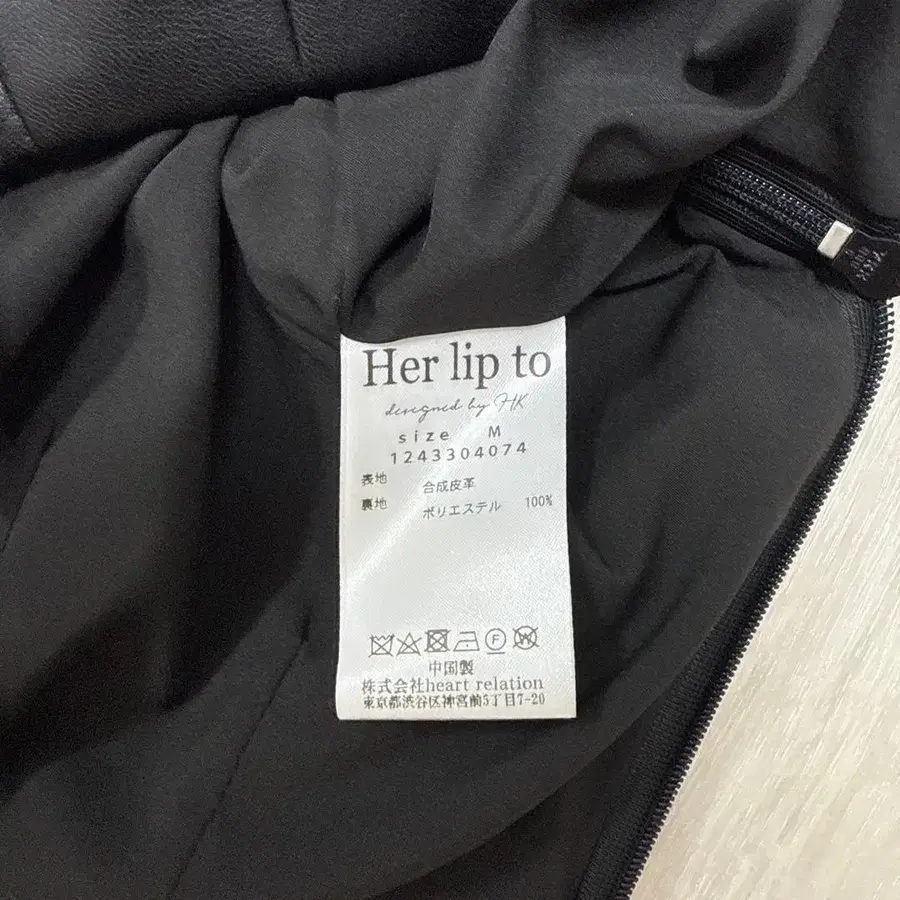 Her lip to
designed by HK
size M
1243304074
表地 合成皮革
裏地 ポリエステル 100%
F
W
中国製
株式会社heart relation
東京都渋谷区神宮前5丁目7-20